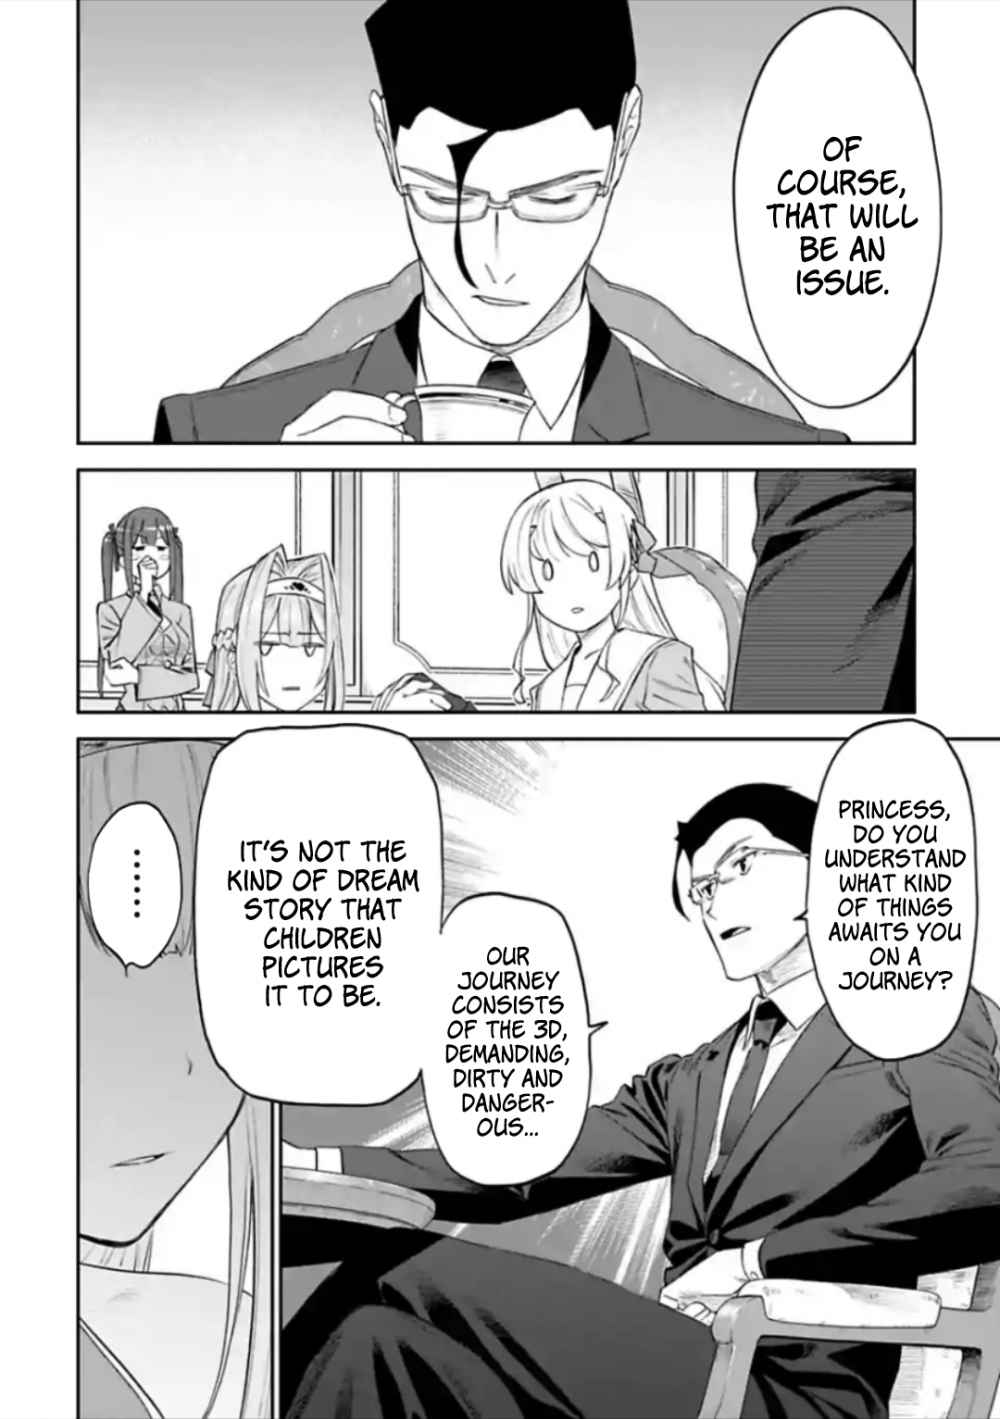 OF
COURSE,
THAT WILL
BE AN
ISSUE.
PRINCESS,
DO YOU
UNDERSTAND
WHAT KIND
OF THINGS
AWAITS YOU
ON A
JOURNEY?
OUR
JOURNEY
CONSISTS
OF THE 3D,
DEMANDING,
DIRTY AND
DANGER-
OUS...
IT'S NOT THE
KIND OF DREAM
STORY THAT
CHILDREN
PICTURES
IT TO BE.
......